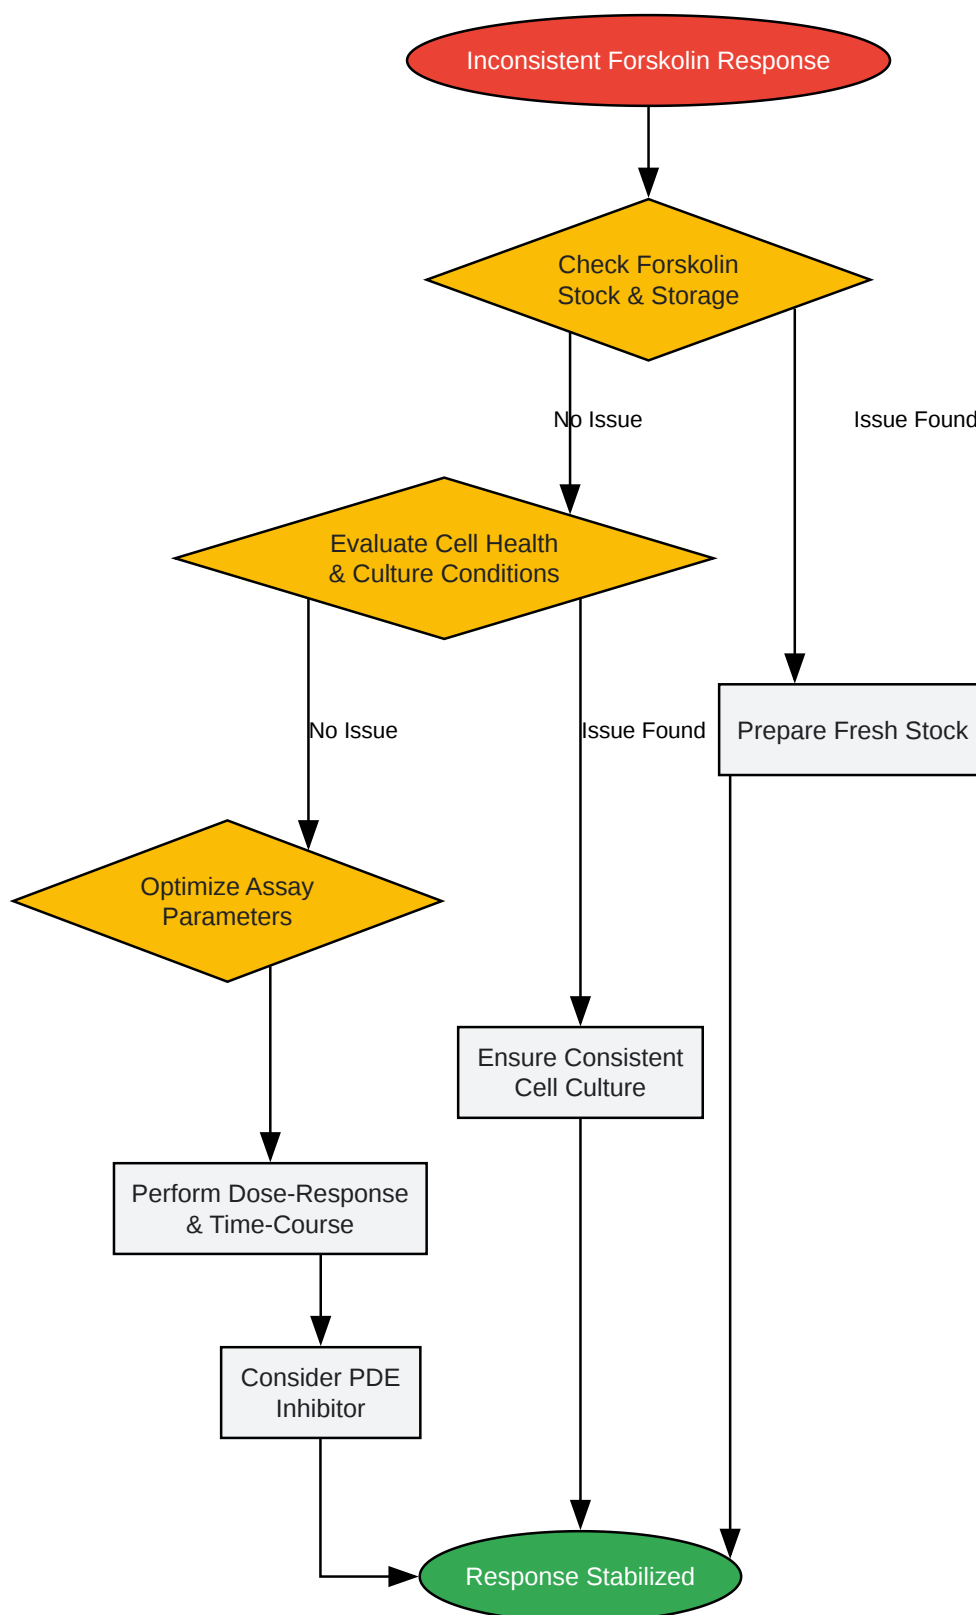 Inconsistent Forskolin Response
Check Forskolin
Stock & Storage
No Issue
Issue Found
Evaluate Cell Health
& Culture Conditions
No Issue
Issue Found
Prepare Fresh Stock
Optimize Assay
Parameters
Ensure Consistent
Cell Culture
Perform Dose-Response
& Time-Course
Consider PDE
Inhibitor
Response Stabilized